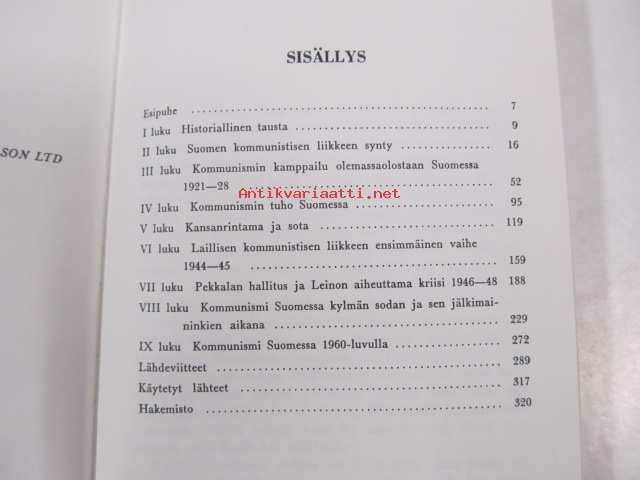 SON LTD
SISÄLLYS
Esipuhe . . . . . . . . . . . . . . . . . . . . 7
I luku Historiallinen tausta . . . . . . . . . . . . 9
II luku Suomen kommunistisen liikkeen synty . . . . . . 16
III luku Kommunismin kamppailu olemassaolostaan Suomessa
1921—28 . . . . . . . . . . . . . . . . 52
Antikvariaatti.net
IV luku Kommunismin tuho Suomessa . . . . . . . . . . 95
V luku Kansanrintama ja sota . . . . . . . . . . . . 119
VI luku Laillisen kommunistisen liikkeen ensimmäinen vaihe
1944—45 . . . . . . . . . . . . . . . . 159
VII luku Pekkalan hallitus ja Leinon aiheuttama kriisi 1946—48 188
VIII luku Kommunismi Suomessa kylmän sodan ja sen jälkimai-
ninkien aikana . . . . . . . . . . . . . . 229
IX luku Kommunismi Suomessa 1960-luvulla . . . . . . . 272
Lähdeviitteet . . . . . . . . . . . . . . . . . . 289
Käytetyt lähteet . . . . . . . . . . . . . . . . . 317
Hakemisto . . . . . . . . . . . . . . . . . . . 320